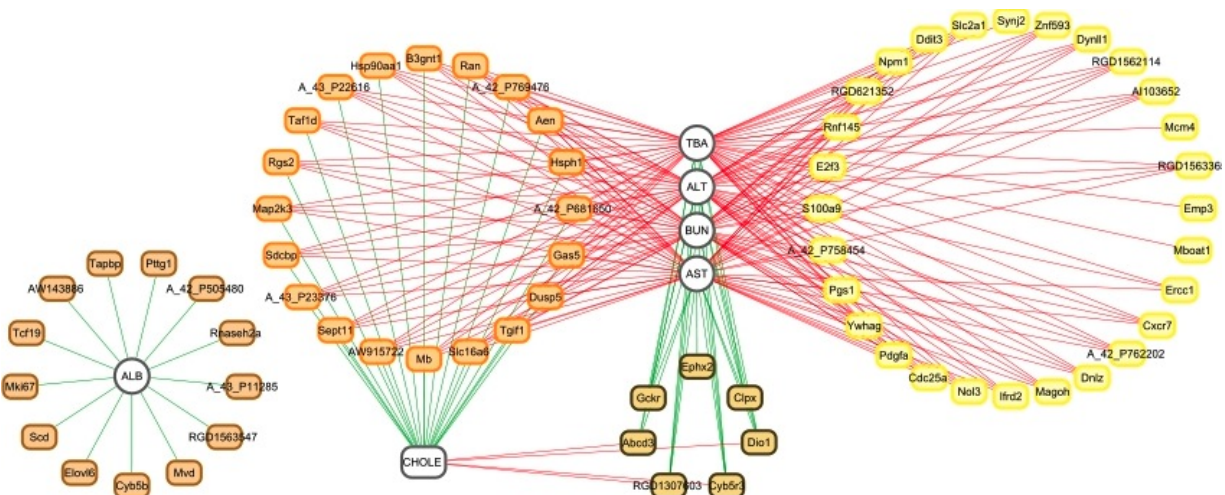 Tapbp
Pttg1
AW143886
A_42_P505480
Tcf19
Rnaseh2a
ALB
Mki67
A_43_P11285
Scd
RGD1563547
Elovl6
Mvd
Cyb5b
B3gnt1
Hsp90aa1
Ran
A_43_P22616
A_42_P769476
Taf1d
Aen
Rgs2
Hsph1
Map2k3
A_42_P681650
Sdcbp
Gas5
A_43_P23376
Dusp5
Sept11
Tgif1
AW915722
Mb
Slc16a6
CHOLE
TBA
ALT
BUN
AST
Ephx2
Gckr
Clpx
Abcd3
Dio1
RGD1307603
Cyb5r3
Synj2
Slc2a1
Znf593
Ddit3
Dynll1
Npm1
RGD1562114
RGD621352
AI103652
Rnf145
Mcm4
E2f3
RGD156336
S100a9
Emp3
A_42_P758454
Mboat1
Pgs1
Ercc1
Ywhag
Cxcr7
Pdgfa
A_42_P762202
Cdc25a
Dnlz
Nol3
Ifrd2
Magoh